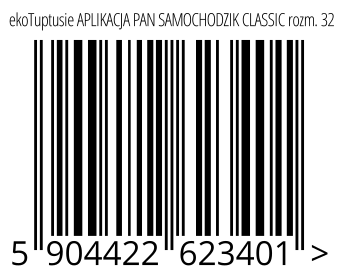 ekoTuptusie APLIKACJA PAN SAMOCHODZIK CLASSIC rozm. 32
5 904422 623401 >